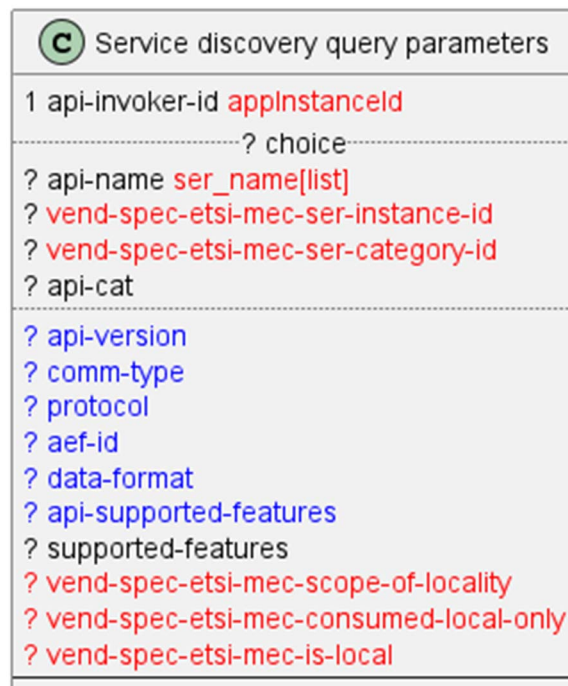 C Service discovery query parameters
1 api-invoker-id appInstanceId
? choice
? api-name ser_name[list]
? vend-spec-etsi-mec-ser-instance-id
? vend-spec-etsi-mec-ser-category-id
? api-cat
? api-version
? comm-type
? protocol
? aef-id
? data-format
? api-supported-features
? supported-features
? vend-spec-etsi-mec-scope-of-locality
? vend-spec-etsi-mec-consumed-local-only
? vend-spec-etsi-mec-is-local